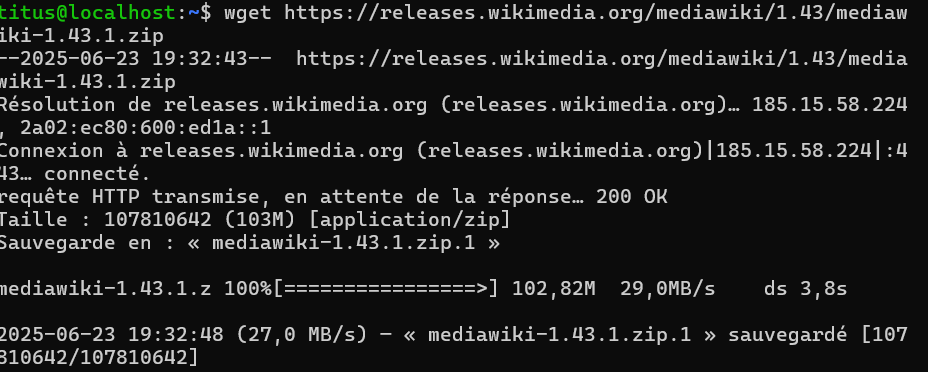 titus@localhost:~$ wget https://releases.wikimedia.org/mediawiki/1.43/mediaw
iki-1.43.1.zip
--2025-06-23 19:32:43--  https://releases.wikimedia.org/mediawiki/1.43/media
wiki-1.43.1.zip
Résolution de releases.wikimedia.org (releases.wikimedia.org)… 185.15.58.224
, 2a02:ec80:600:ed1a::1
Connexion à releases.wikimedia.org (releases.wikimedia.org)|185.15.58.224|:4
43… connecté.
requête HTTP transmise, en attente de la réponse… 200 OK
Taille : 107810642 (103M) [application/zip]
Sauvegarde en : « mediawiki-1.43.1.zip.1 »
mediawiki-1.43.1.z 100%[================>] 102,82M  29,0MB/s    ds 3,8s
2025-06-23 19:32:48 (27,0 MB/s) — « mediawiki-1.43.1.zip.1 » sauvegardé [107
810642/107810642]